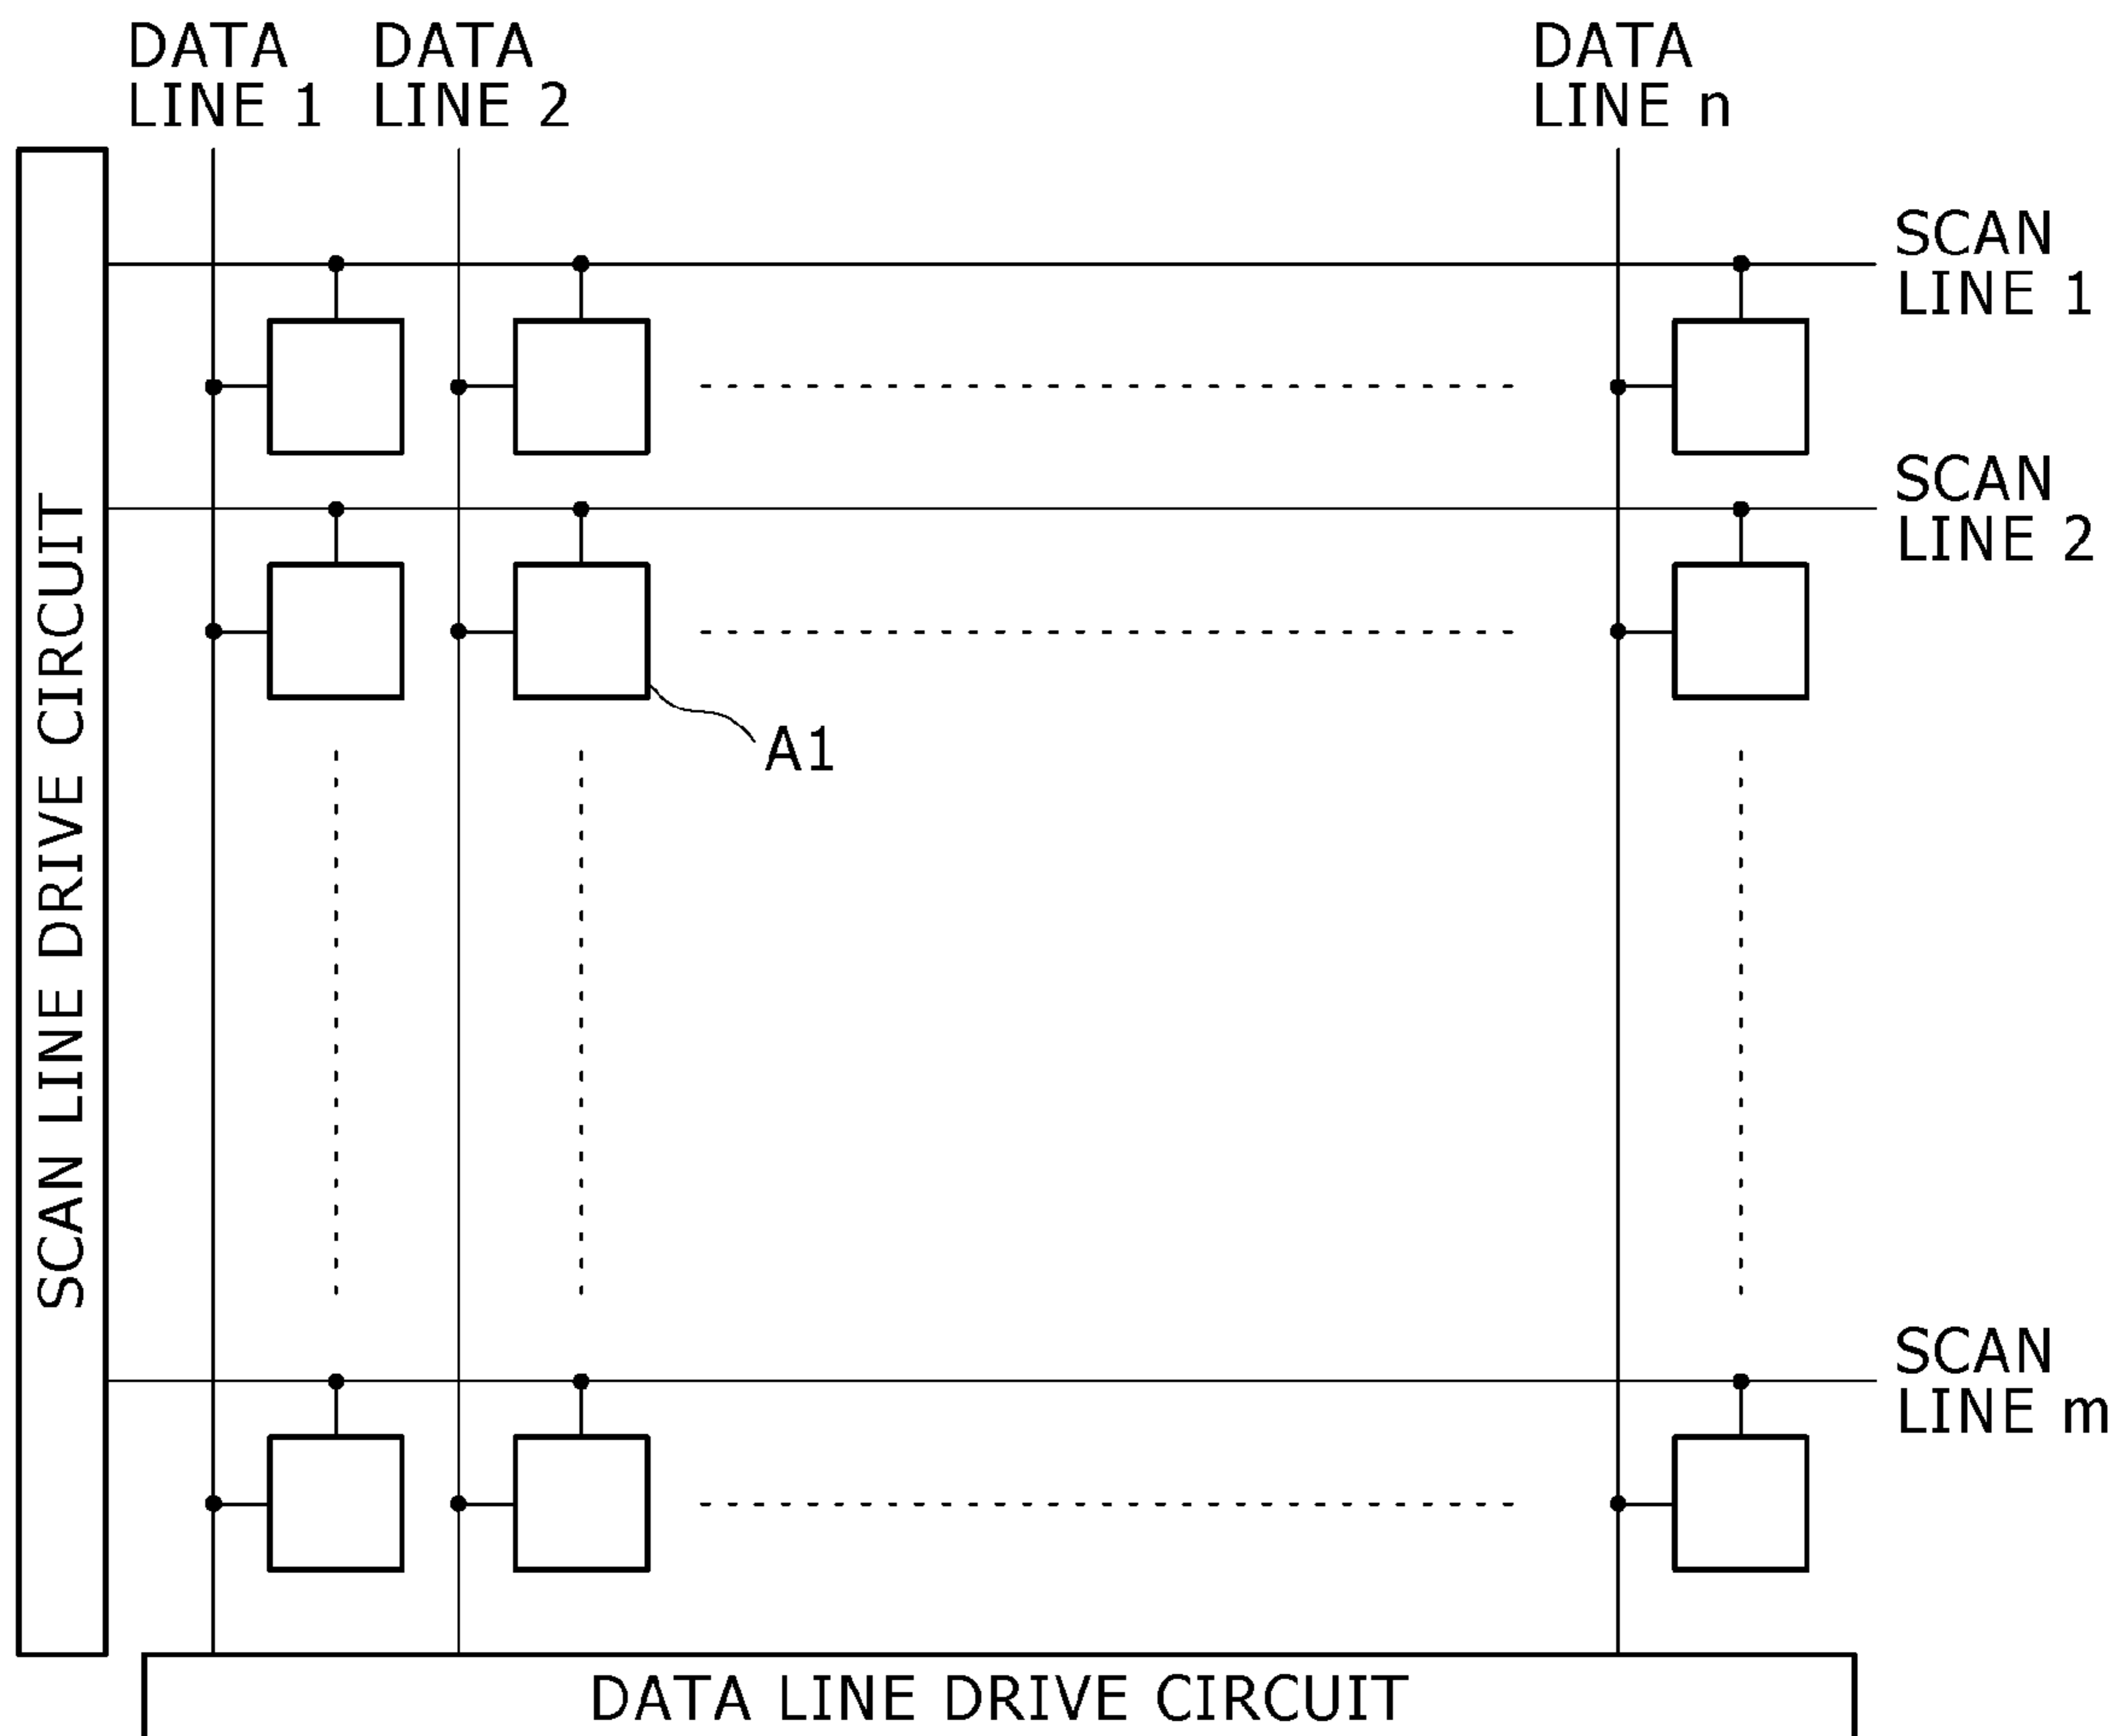 DATA
LINE 1
DATA
LINE 2
DATA
LINE n
SCAN
LINE 1
SCAN
LINE 2
A1
SCAN LINE DRIVE CIRCUIT
SCAN
LINE m
DATA LINE DRIVE CIRCUIT